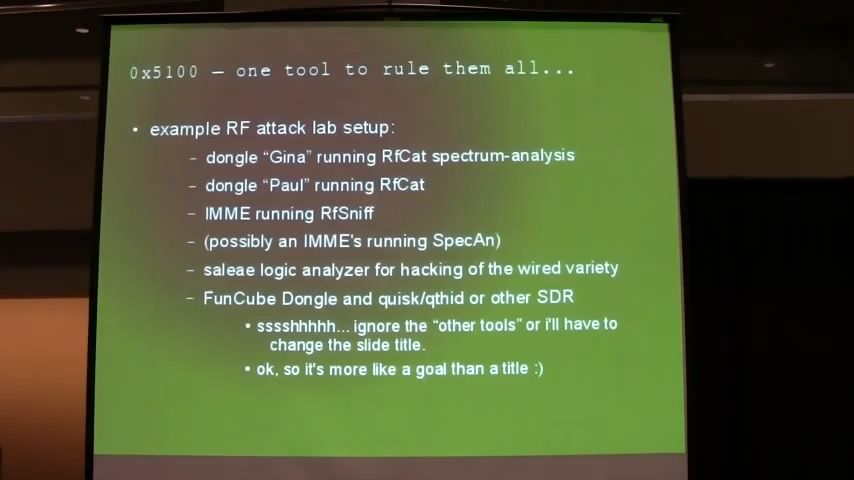 0x5100 – one tool to rule them all...
• example RF attack lab setup:
– dongle “Gina” running RfCat spectrum-analysis
– dongle “Paul” running RfCat
– IMME running RfSniff
– (possibly an IMME's running SpecAn)
– saleae logic analyzer for hacking of the wired variety
– FunCube Dongle and quisk/qthid or other SDR
• sssshhhhh... ignore the “other tools” or i'll have to
change the slide title.
• ok, so it's more like a goal than a title :)